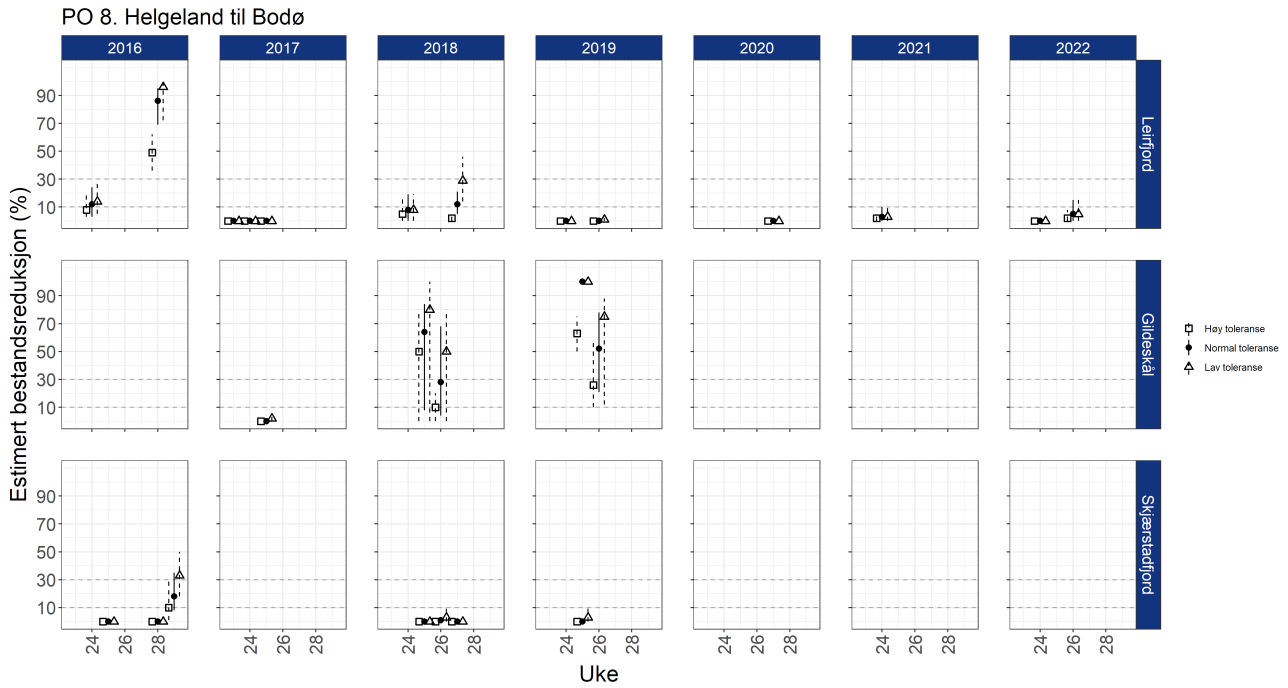 PO 8. Helgeland til Bodø
2016 2017 2018 2019 2020 2021 2022
Estimert bestandsreduksjon (%)
90
70
50
30
10
Leirfjord
90
70
50
30
10
Gildeskål
90
70
50
30
10
Skjærstadfjord
24 26 28 24 26 28 24 26 28 24 26 28 24 26 28 24 26 28 24 26 28
Uke
Høy toleranse
Normal toleranse
Lav toleranse